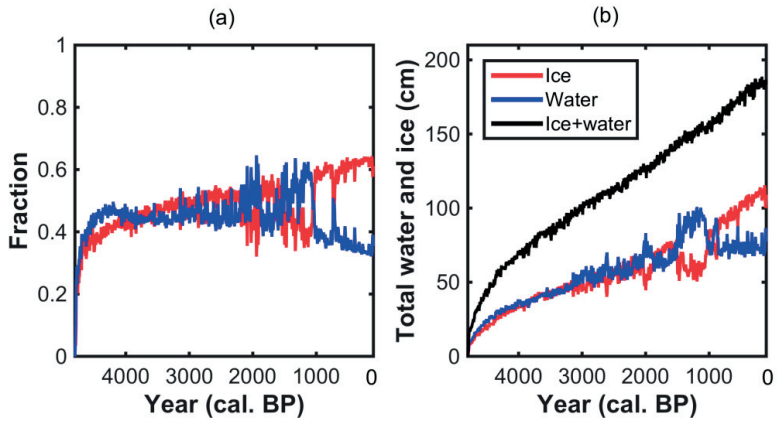 (a)
Fraction
1
0.8
0.6
0.4
0.2
0
4000 3000 2000 1000 0
Year (cal. BP)
(b)
Total water and ice (cm)
200
150
100
50
0
Ice
Water
Ice+water
4000 3000 2000 1000 0
Year (cal. BP)